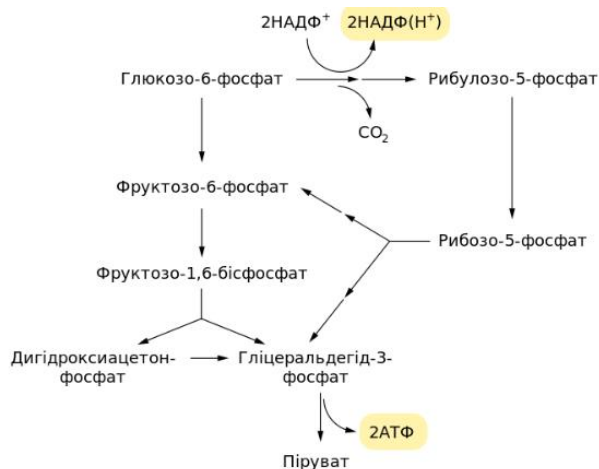 2НАДФ⁺ 2НАДФ(Н⁺)
Глюкозо-6-фосфат Рибулозо-5-фосфат
CO₂
Фруктозо-6-фосфат
Рибозо-5-фосфат
Фруктозо-1,6-бісфосфат
Дигідроксиацетон-
фосфат
Гліцеральдегід-3-
фосфат
2АТФ
Піруват